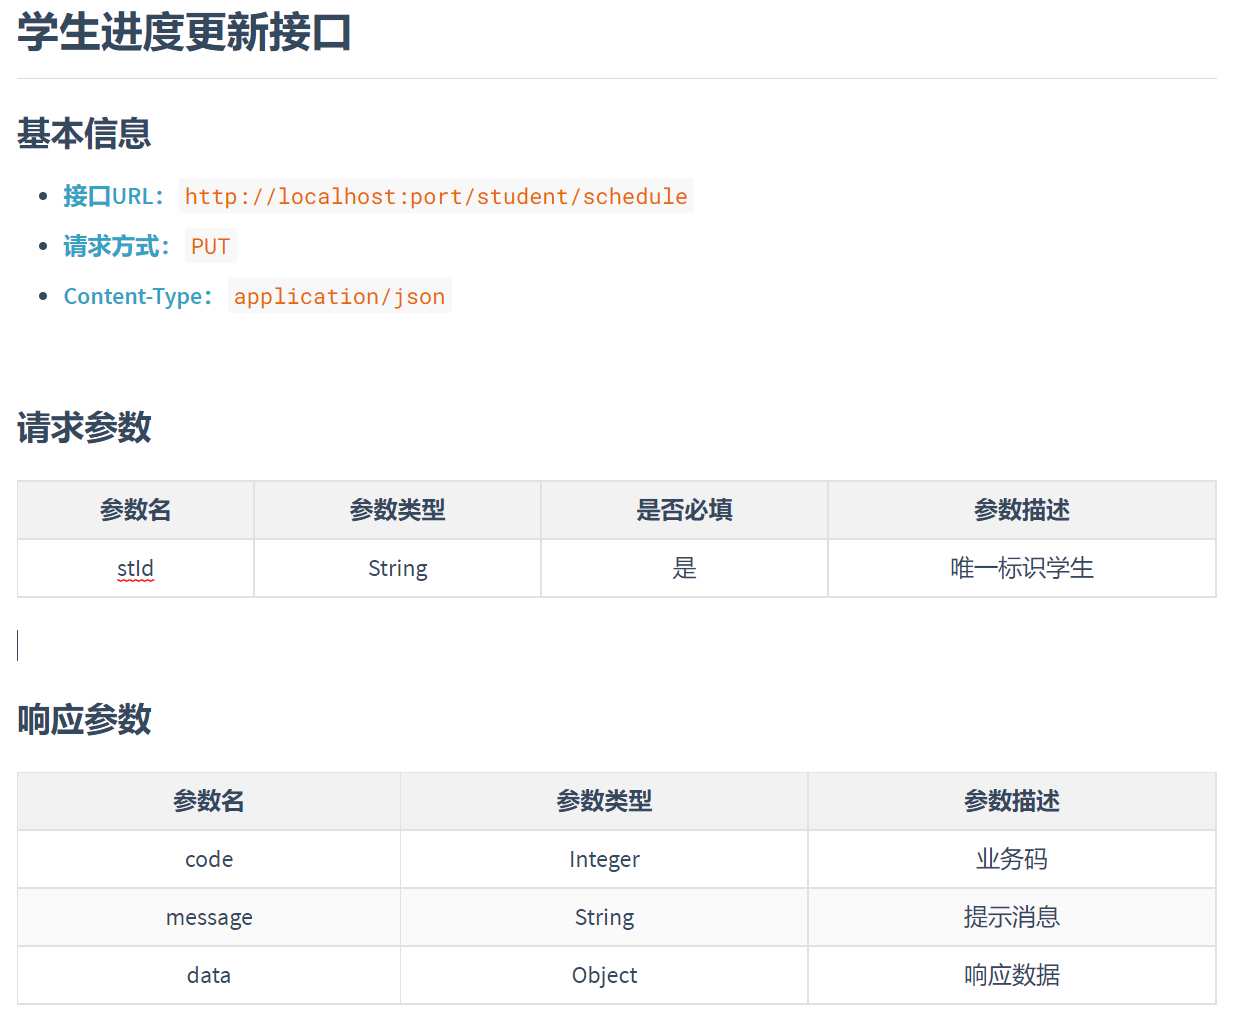 学生进度更新接口
基本信息
接口URL： http://localhost:port/student/schedule
请求方式： PUT
Content-Type： application/json
请求参数
参数名 参数类型 是否必填 参数描述
stId String 是 唯一标识学生
响应参数
参数名 参数类型 参数描述
code Integer 业务码
message String 提示消息
data Object 响应数据